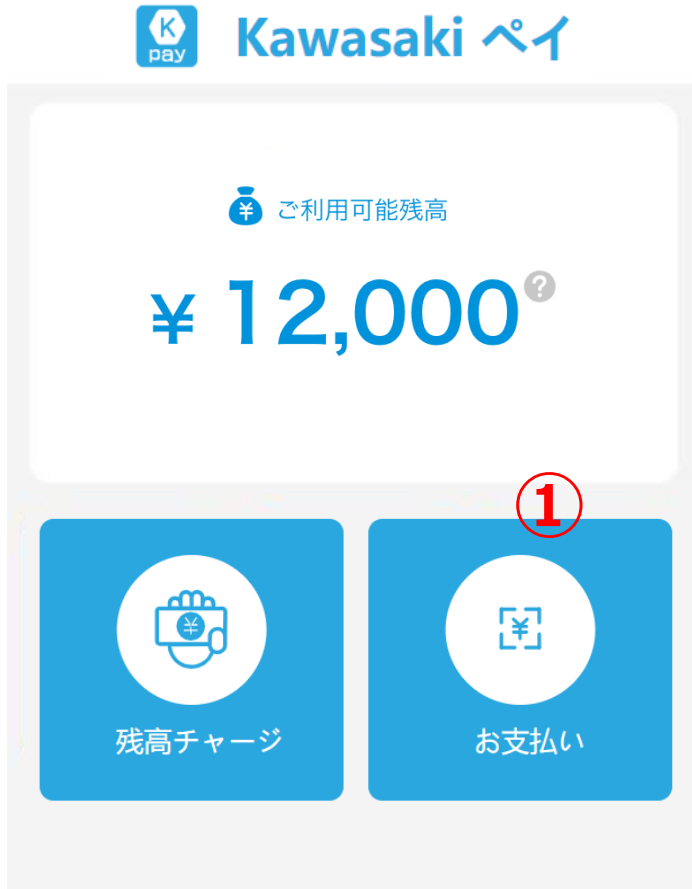 K
pay
Kawasaki ペイ
¥
ご利用可能残高
¥ 12,000
?
①
¥
¥
残高チャージ
お支払い